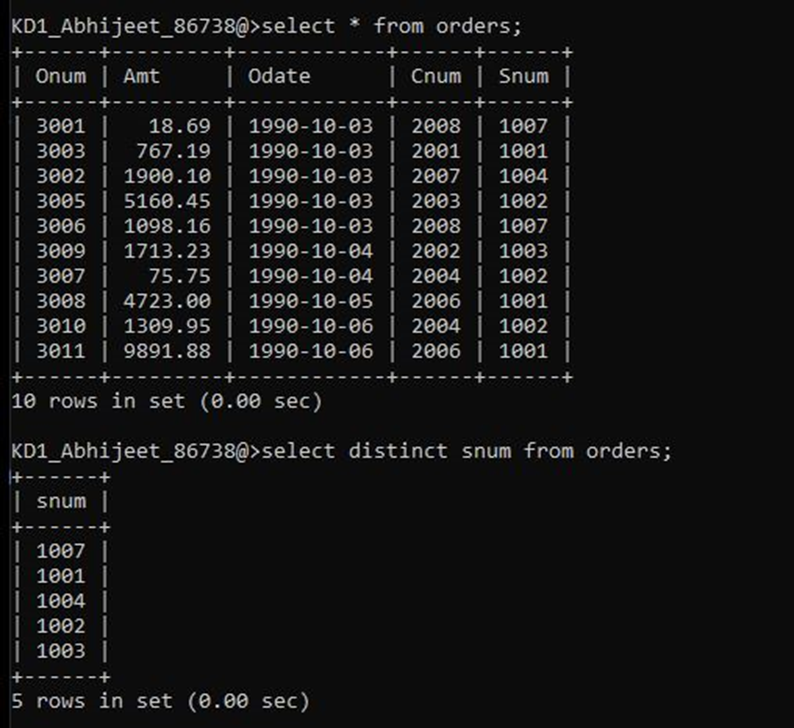 KD1_Abhijeet_86738@>select * from orders;
+------+---------+------------+------+------+
| Onum | Amt     | Odate      | Cnum | Snum |
+------+---------+------------+------+------+
| 3001 |   18.69 | 1990-10-03 | 2008 | 1007 |
| 3003 |  767.19 | 1990-10-03 | 2001 | 1001 |
| 3002 | 1900.10 | 1990-10-03 | 2007 | 1004 |
| 3005 | 5160.45 | 1990-10-03 | 2003 | 1002 |
| 3006 | 1098.16 | 1990-10-03 | 2008 | 1007 |
| 3009 | 1713.23 | 1990-10-04 | 2002 | 1003 |
| 3007 |   75.75 | 1990-10-04 | 2004 | 1002 |
| 3008 | 4723.00 | 1990-10-05 | 2006 | 1001 |
| 3010 | 1309.95 | 1990-10-06 | 2004 | 1002 |
| 3011 | 9891.88 | 1990-10-06 | 2006 | 1001 |
+------+---------+------------+------+------+
10 rows in set (0.00 sec)
KD1_Abhijeet_86738@>select distinct snum from orders;
+------+
| snum |
+------+
| 1007 |
| 1001 |
| 1004 |
| 1002 |
| 1003 |
+------+
5 rows in set (0.00 sec)